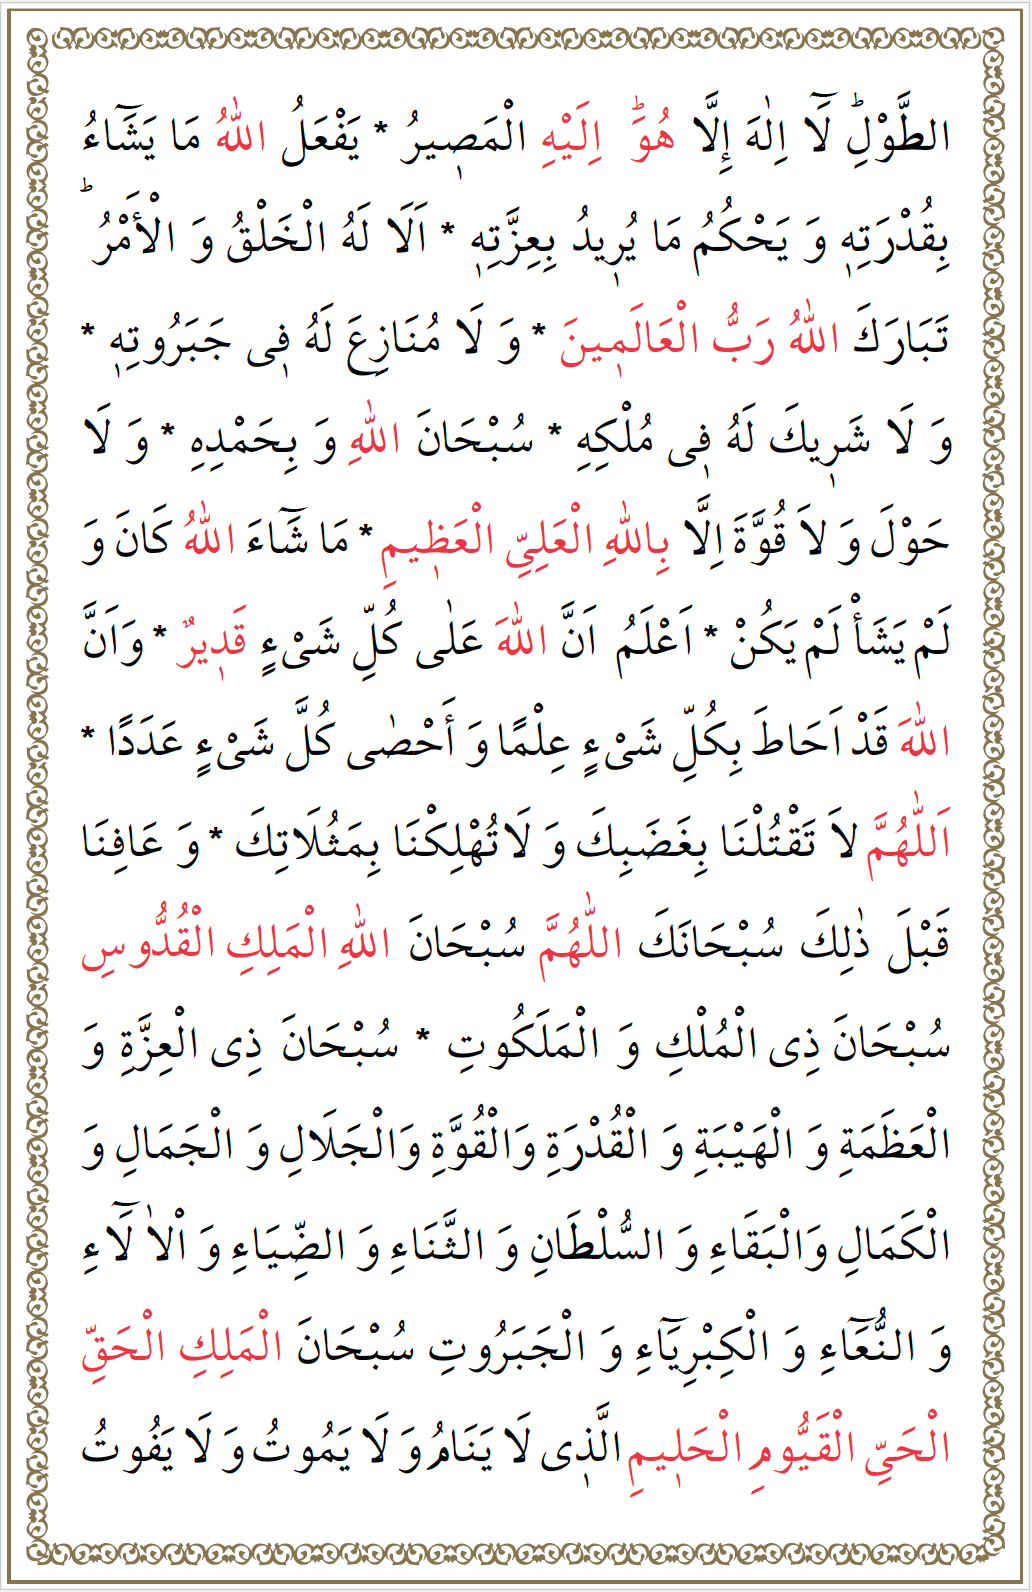 الطَّوْلِۜ لَٓا اِلٰهَ اِلَّا هُوَۜ اِلَيْهِ الْمَصٖيرُ * يَفْعَلُ اللّٰهُ مَا يَشَٓاءُ
بِقُدْرَتِهٖ وَ يَحْكُمُ مَا يُرٖيدُ بِعِزَّتِهٖ * اَلَا لَهُ الْخَلْقُ وَ الْأَمْرُۜ
تَبَارَكَ اللّٰهُ رَبُّ الْعَالَمٖينَ * وَ لَا مُنَازِعَ لَهُ فٖى جَبَرُوتِهٖ *
وَ لَا شَرٖيكَ لَهُ فٖى مُلْكِهِ * سُبْحَانَ اللّٰهِ وَ بِحَمْدِهِ * وَ لَا
حَوْلَ وَ لَا قُوَّةَ اِلَّا بِاللّٰهِ الْعَلِىِّ الْعَظٖيمِ * مَا شَٓاءَ اللّٰهُ كَانَ وَ
لَمْ يَشَأْ لَمْ يَكُنْ * اَعْلَمُ اَنَّ اللّٰهَ عَلٰى كُلِّ شَىْءٍ قَدٖيرٌ * وَاَنَّ
اللّٰهَ قَدْ اَحَاطَ بِكُلِّ شَىْءٍ عِلْمًا وَ أَحْصٰى كُلَّ شَىْءٍ عَدَدًا *
اَللّٰهُمَّ لَا تَقْتُلْنَا بِغَضَبِكَ وَ لَاتُهْلِكْنَا بِمَثُلَاتِكَ * وَ عَافِنَا
قَبْلَ ذٰلِكَ سُبْحَانَكَ اللّٰهُمَّ سُبْحَانَ اللّٰهِ الْمَلِكِ الْقُدُّوسِ
سُبْحَانَ ذِى الْمُلْكِ وَ الْمَلَكُوتِ * سُبْحَانَ ذِى الْعِزَّةِ وَ
الْعَظَمَةِ وَ الْهَيْبَةِ وَ الْقُدْرَةِ وَالْقُوَّةِ وَالْجَلَالِ وَ الْجَمَالِ وَ
الْكَمَالِ وَالْبَقَاءِ وَ السُّلْطَانِ وَ الثَّنَاءِ وَ الضِّيَاءِ وَ اْلاٰ لَٓاءِ
وَ النُّعَٓاءِ وَ الْكِبْرِيَٓاءِ وَ الْجَبَرُوتِ سُبْحَانَ الْمَلِكِ الْحَقِّ
الْحَىِّ الْقَيُّومِ الْحَلٖيمِ الَّذٖى لَا يَنَامُ وَ لَا يَمُوتُ وَ لَا يَفُوتُ